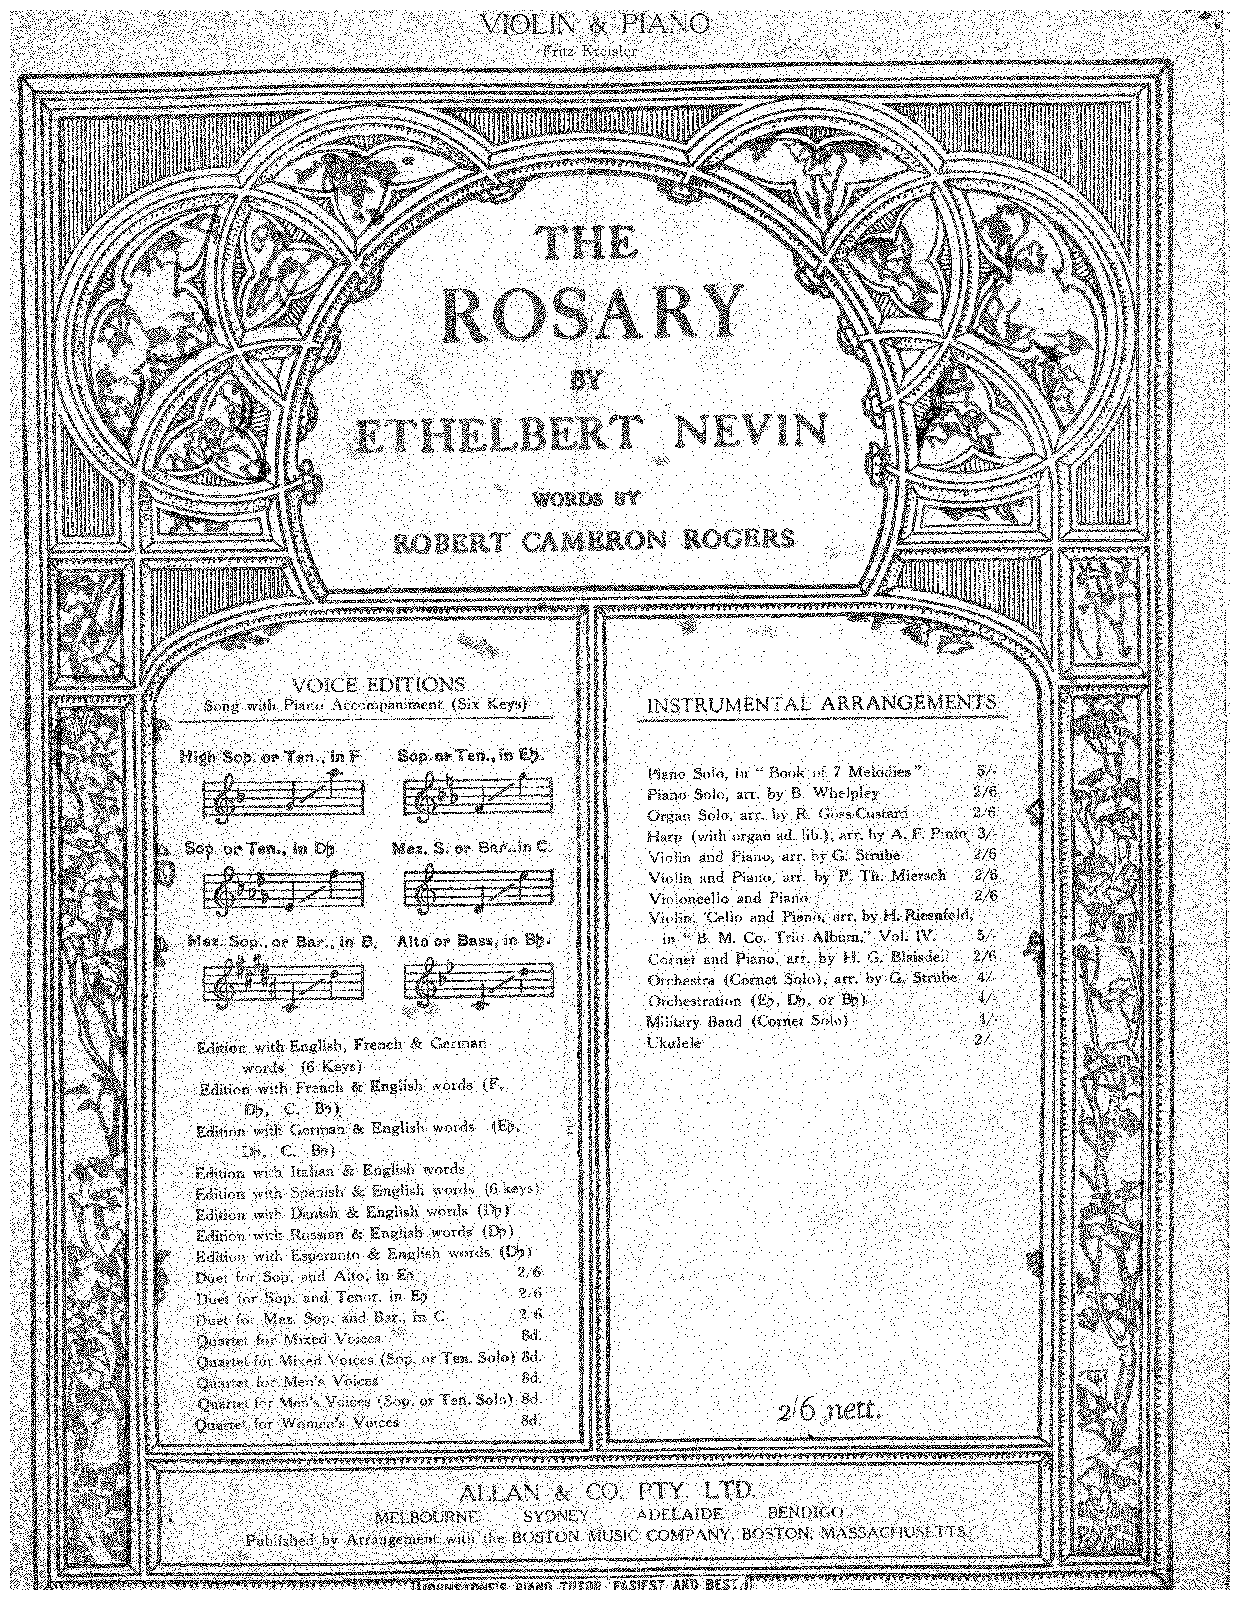 VIOLIN & PIANO
Fritz Kreisler
THE
ROSARY
BY
ETHELBERT NEVIN
WORDS BY
ROBERT CAMERON ROGERS
VOICE EDITIONS
Song with Piano Accompaniment (Six Keys)
High Sop. or Ten., in F
Sop. or Ten., in E♭.
Sop. or Ten., in D♭
Mez. S. or Bar., in C.
Mez. Sop., or Bar., in B.
Alto or Bass, in B♭.
Edition with English, French & German
words (6 Keys)
Edition with French & English words (F,
D♭, C, B♭)
Edition with German & English words (E♭,
D♭, C, B♭)
Edition with Italian & English words
Edition with Spanish & English words (6 keys)
Edition with Danish & English words (D♭)
Edition with Russian & English words (D♭)
Edition with Esperanto & English words (D♭)
Duet for Sop. and Alto, in E♭ 2/6
Duet for Sop. and Tenor, in E♭ 2/6
Duet for Mez. Sop. and Bar., in C 2/6
Quartet for Mixed Voices 8d.
Quartet for Mixed Voices (Sop. or Ten. Solo) 8d.
Quartet for Men's Voices 8d.
Quartet for Men's Voices (Sop. or Ten. Solo) 8d.
Quartet for Women's Voices 8d.
INSTRUMENTAL ARRANGEMENTS
Piano Solo, in "Book of 7 Melodies" 5/-
Piano Solo, arr. by B. Whelpley 2/6
Organ Solo, arr. by R. Goss-Custard 2/6
Harp (with organ ad. lib.), arr. by A. F. Pinto 3/-
Violin and Piano, arr. by G. Strube 2/6
Violin and Piano, arr. by P. Th. Miersch 2/6
Violoncello and Piano 2/6
Violin, 'Cello and Piano, arr. by H. Riesenfeld,
in "B. M. Co. Trio Album," Vol. IV. 5/-
Cornet and Piano, arr. by H. G. Blaisdell 2/6
Orchestra (Cornet Solo), arr. by G. Strube 4/-
Orchestration (E♭, D♭, or B♭) 4/-
Military Band (Cornet Solo) 4/-
Ukulele 2/-
2/6 nett.
ALLAN & CO. PTY. LTD.
MELBOURNE SYDNEY ADELAIDE BENDIGO
Published by Arrangement with the BOSTON MUSIC COMPANY, BOSTON, MASSACHUSETTS.
JOHNSTONE'S PIANO TUTOR, EASIEST AND BEST.